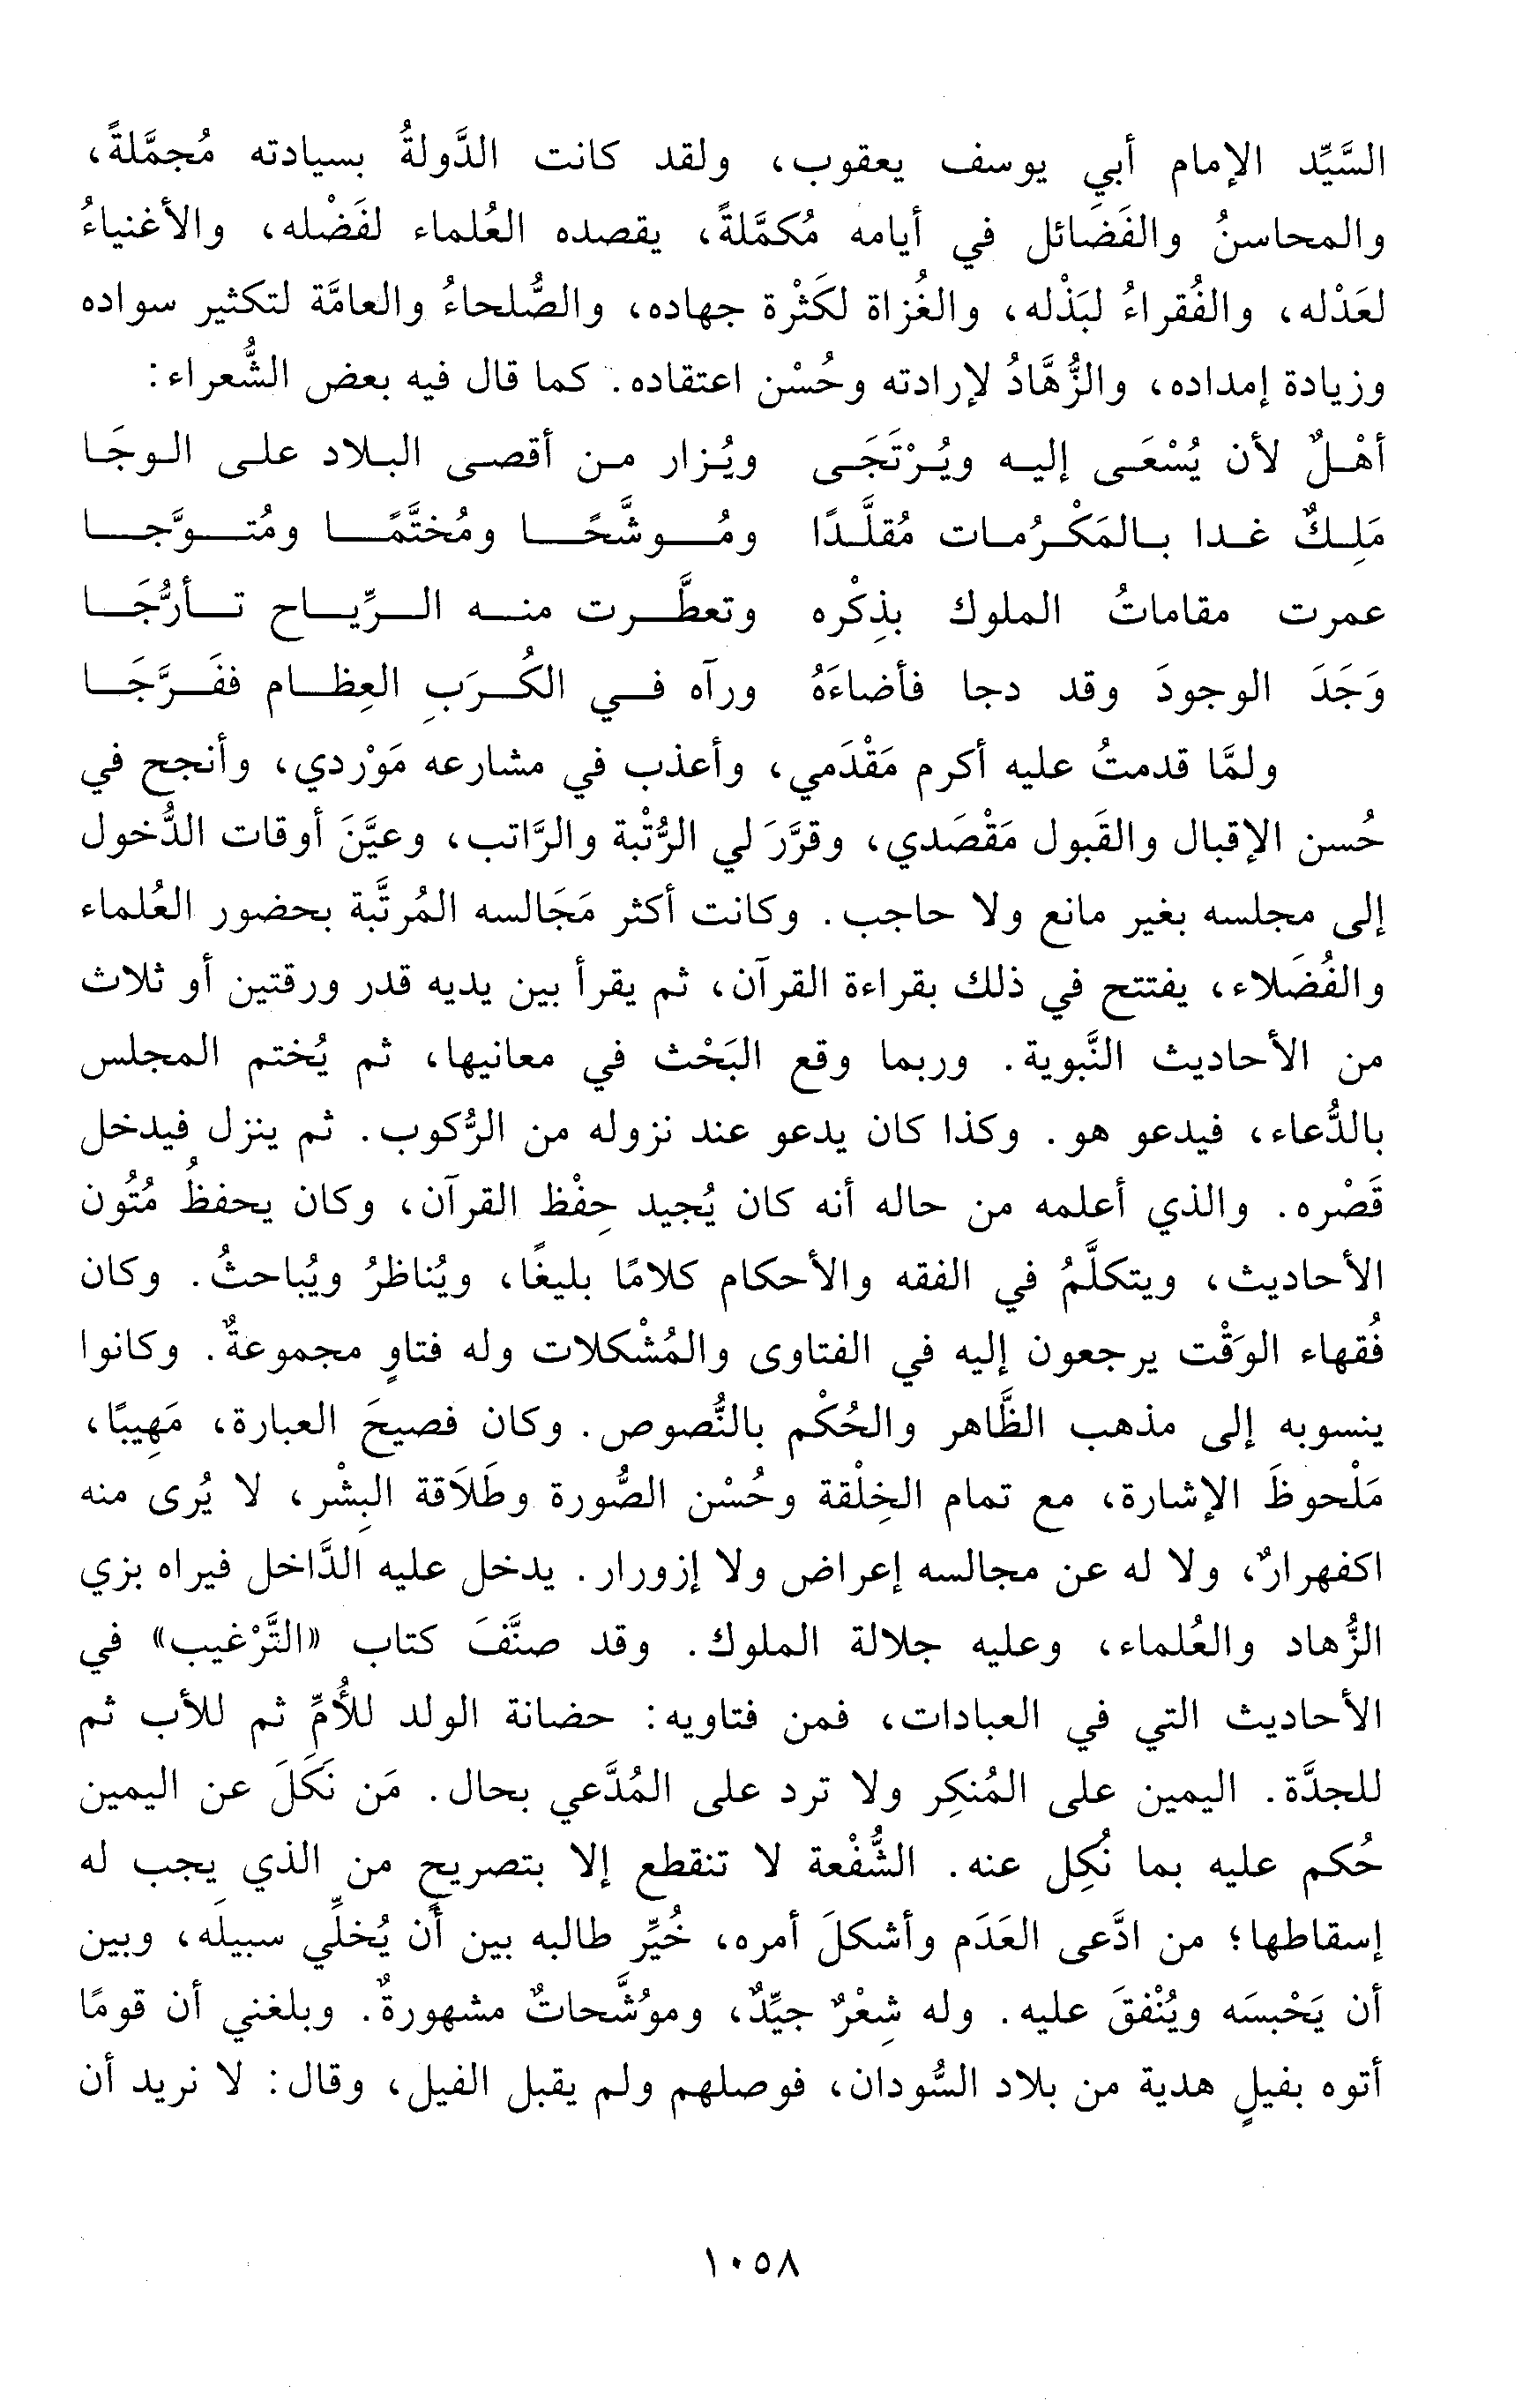 السَّيِّد الإمام أبي يوسف يعقوب، ولقد كانت الدَّولةُ بسيادته مُجمَّلةً،
والمحاسنُ والفَضَائل في أيامه مُكمَّلةً، يقصده العُلماء لفَضْله، والأغنياءُ
لعَدْله، والفُقراءُ لبَذْله، والغُزاة لكَثْرة جهاده، والصُّلحاءُ والعامَّة لتكثير سواده
وزيادة إمداده، والزُّهَّادُ لإرادته وحُسْن اعتقاده. كما قال فيه بعض الشُّعراء:
أهْلٌ لأن يُسْعَى إليه ويُرْتَجَى ويُزار من أقصى البلاد على الوجَا
مَلِكٌ غدا بالمَكْرُمات مُقلَّدًا ومُوشَّحًا ومُختَّمًا ومُتوَّجا
عمرت مقاماتُ الملوك بذِكْره وتعطَّرت منه الرِّياح تأرُّجَا
وَجَدَ الوجودَ وقد دجا فأضاءَهُ ورآه في الكُرَبِ العِظام ففَرَّجَا
ولمَّا قدمتُ عليه أكرم مَقْدَمي، وأعذب في مشارعه مَوْردي، وأنجح في
حُسن الإقبال والقَبول مَقْصَدي، وقرَّرَ لي الرُّتْبة والرَّاتب، وعيَّنَ أوقات الدُّخول
إلى مجلسه بغير مانع ولا حاجب. وكانت أكثر مَجَالسه المُرتَّبة بحضور العُلماء
والفُضَلاء، يفتتح في ذلك بقراءة القرآن، ثم يقرأ بين يديه قدر ورقتين أو ثلاث
من الأحاديث النَّبوية. وربما وقع البَحْث في معانيها، ثم يُختم المجلس
بالدُّعاء، فيدعو هو. وكذا كان يدعو عند نزوله من الرُّكوب. ثم ينزل فيدخل
قَصْره. والذي أعلمه من حاله أنه كان يُجيد حِفْظ القرآن، وكان يحفظُ مُتُون
الأحاديث، ويتكلَّمُ في الفقه والأحكام كلامًا بليغًا، ويُناظرُ ويُباحثُ. وكان
فُقهاء الوَقْت يرجعون إليه في الفتاوى والمُشْكلات وله فتاوٍ مجموعةٌ. وكانوا
ينسوبه إلى مذهب الظَّاهر والحُكْم بالنُّصوص. وكان فصيحَ العبارة، مَهِيبًا،
مَلْحوظَ الإشارة، مع تمام الخِلْقة وحُسْن الصُّورة وطَلَاقة البِشْر، لا يُرى منه
اكفهرارٌ، ولا له عن مجالسه إعراض ولا إزورار. يدخل عليه الدَّاخل فيراه بزي
الزُّهاد والعُلماء، وعليه جلالة الملوك. وقد صنَّفَ كتاب «التَّرْغيب» في
الأحاديث التي في العبادات، فمن فتاويه: حضانة الولد للأُمِّ ثم للأب ثم
للجدَّة. اليمين على المُنكِر ولا ترد على المُدَّعي بحال. مَن نَكَلَ عن اليمين
حُكم عليه بما نُكِل عنه. الشُّفْعة لا تنقطع إلا بتصريحٍ من الذي يجب له
إسقاطها؛ من ادَّعى العَدَم وأشكلَ أمره، خُيِّر طالبه بين أن يُخلِّي سبيلَه، وبين
أن يَحْبسَه ويُنْفقَ عليه. وله شِعْرٌ جيِّدٌ، وموُشَّحاتٌ مشهورةٌ. وبلغني أن قومًا
أتوه بفيلٍ هدية من بلاد السُّودان، فوصلهم ولم يقبل الفيل، وقال: لا نريد أن
١٠٥٨